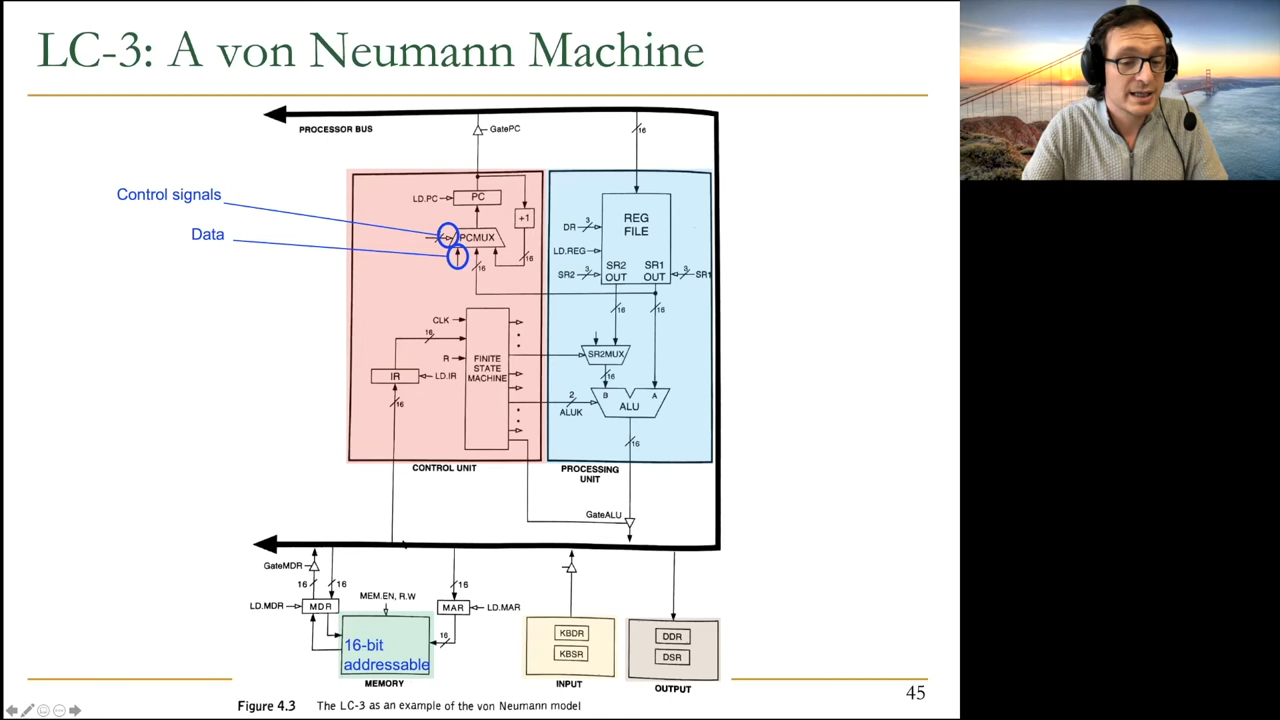 LC-3: A von Neumann Machine
PROCESSOR BUS
GatePC
16
Control signals
LD.PC
PC
+1
Data
PCMUX
16
16
DR
3
REG
FILE
LD.REG
SR2
3
SR2
OUT
SR1
OUT
3
SR1
16
16
CLK
16
R
FINITE
STATE
MACHINE
IR
LD.IR
16
SR2MUX
16
B
A
ALU
2
ALUK
16
CONTROL UNIT
PROCESSING
UNIT
GateALU
GateMDR
16
16
16
LD.MDR
MDR
MEM.EN, R.W
MAR
LD.MAR
16
16-bit
addressable
MEMORY
KBDR
KBSR
INPUT
DDR
DSR
OUTPUT
45
Figure 4.3 The LC-3 as an example of the von Neumann model